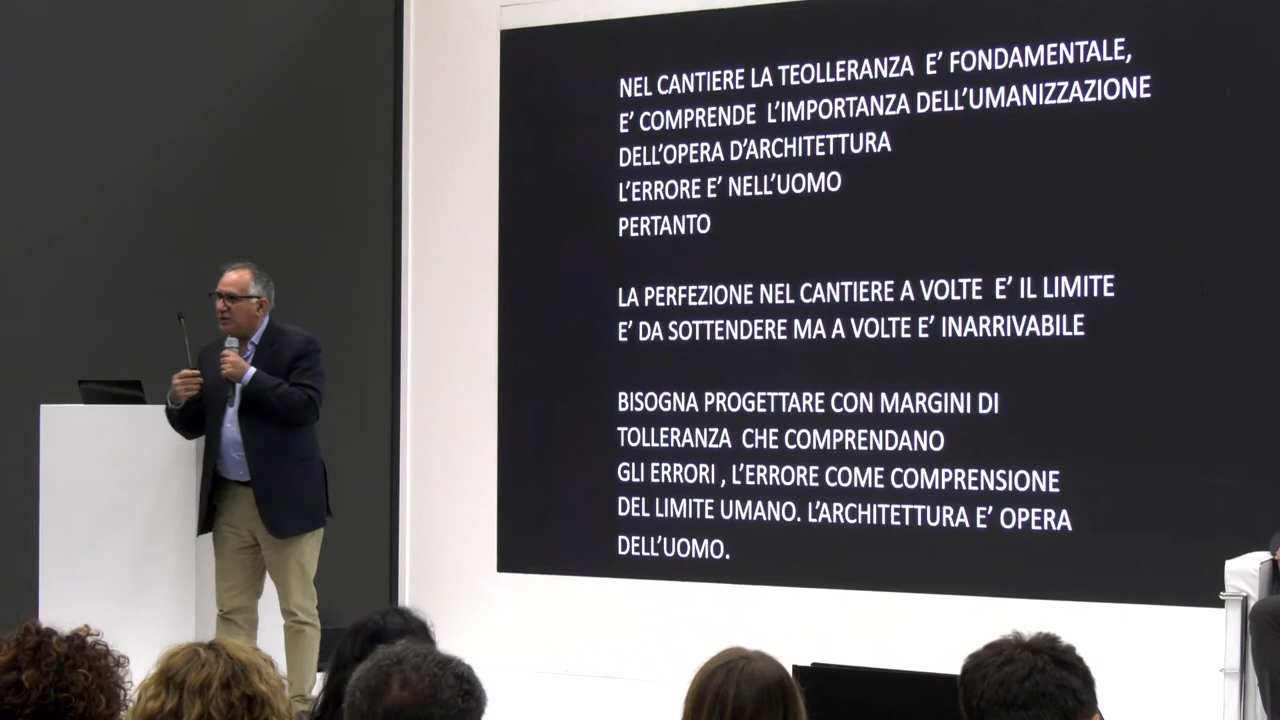 NEL CANTIERE LA TEOLLERANZA E' FONDAMENTALE,
E' COMPRENDE L'IMPORTANZA DELL'UMANIZZAZIONE
DELL'OPERA D'ARCHITETTURA
L'ERRORE E' NELL'UOMO
PERTANTO
LA PERFEZIONE NEL CANTIERE A VOLTE E' IL LIMITE
E' DA SOTTENDERE MA A VOLTE E' INARRIVABILE
BISOGNA PROGETTARE CON MARGINI DI
TOLLERANZA CHE COMPRENDANO
GLI ERRORI , L'ERRORE COME COMPRENSIONE
DEL LIMITE UMANO. L'ARCHITETTURA E' OPERA
DELL'UOMO.